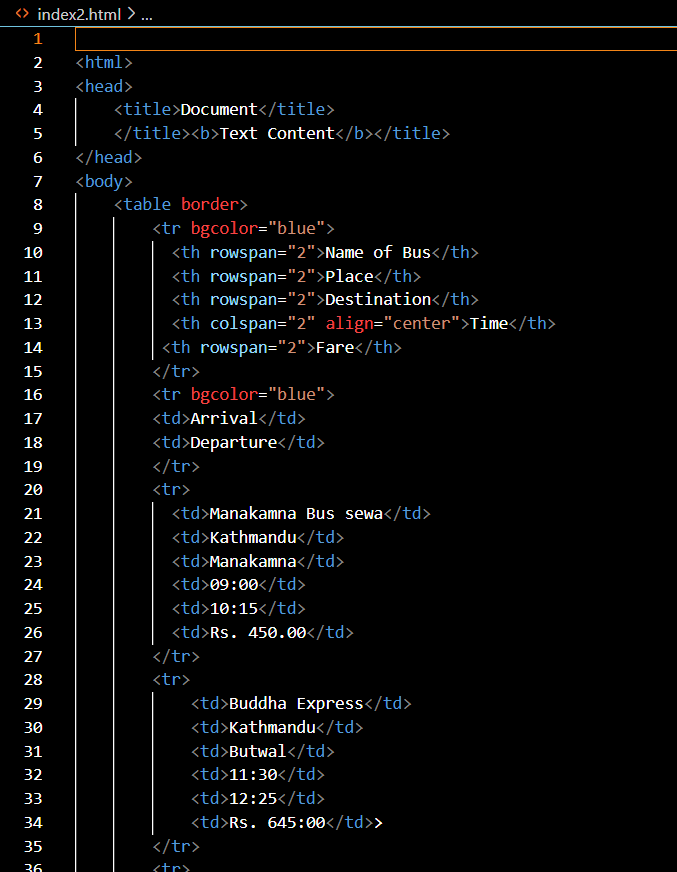 index2.html > ...
1
2 <html>
3 <head>
4 <title>Document</title>
5 </title><b>Text Content</b></title>
6 </head>
7 <body>
8 <table border>
9 <tr bgcolor="blue">
10 <th rowspan="2">Name of Bus</th>
11 <th rowspan="2">Place</th>
12 <th rowspan="2">Destination</th>
13 <th colspan="2" align="center">Time</th>
14 <th rowspan="2">Fare</th>
15 </tr>
16 <tr bgcolor="blue">
17 <td>Arrival</td>
18 <td>Departure</td>
19 </tr>
20 <tr>
21 <td>Manakamna Bus sewa</td>
22 <td>Kathmandu</td>
23 <td>Manakamna</td>
24 <td>09:00</td>
25 <td>10:15</td>
26 <td>Rs. 450.00</td>
27 </tr>
28 <tr>
29 <td>Buddha Express</td>
30 <td>Kathmandu</td>
31 <td>Butwal</td>
32 <td>11:30</td>
33 <td>12:25</td>
34 <td>Rs. 645:00</td>>
35 </tr>
36 <tr>